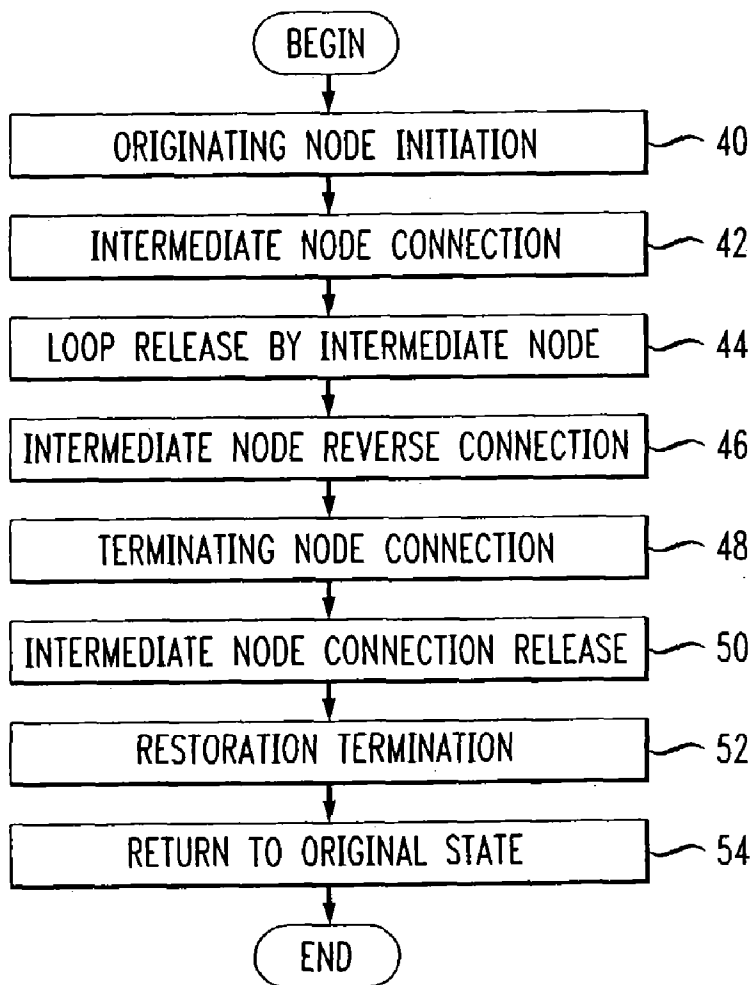 BEGIN
ORIGINATING NODE INITIATION 40
INTERMEDIATE NODE CONNECTION 42
LOOP RELEASE BY INTERMEDIATE NODE 44
INTERMEDIATE NODE REVERSE CONNECTION 46
TERMINATING NODE CONNECTION 48
INTERMEDIATE NODE CONNECTION RELEASE 50
RESTORATION TERMINATION 52
RETURN TO ORIGINAL STATE 54
END